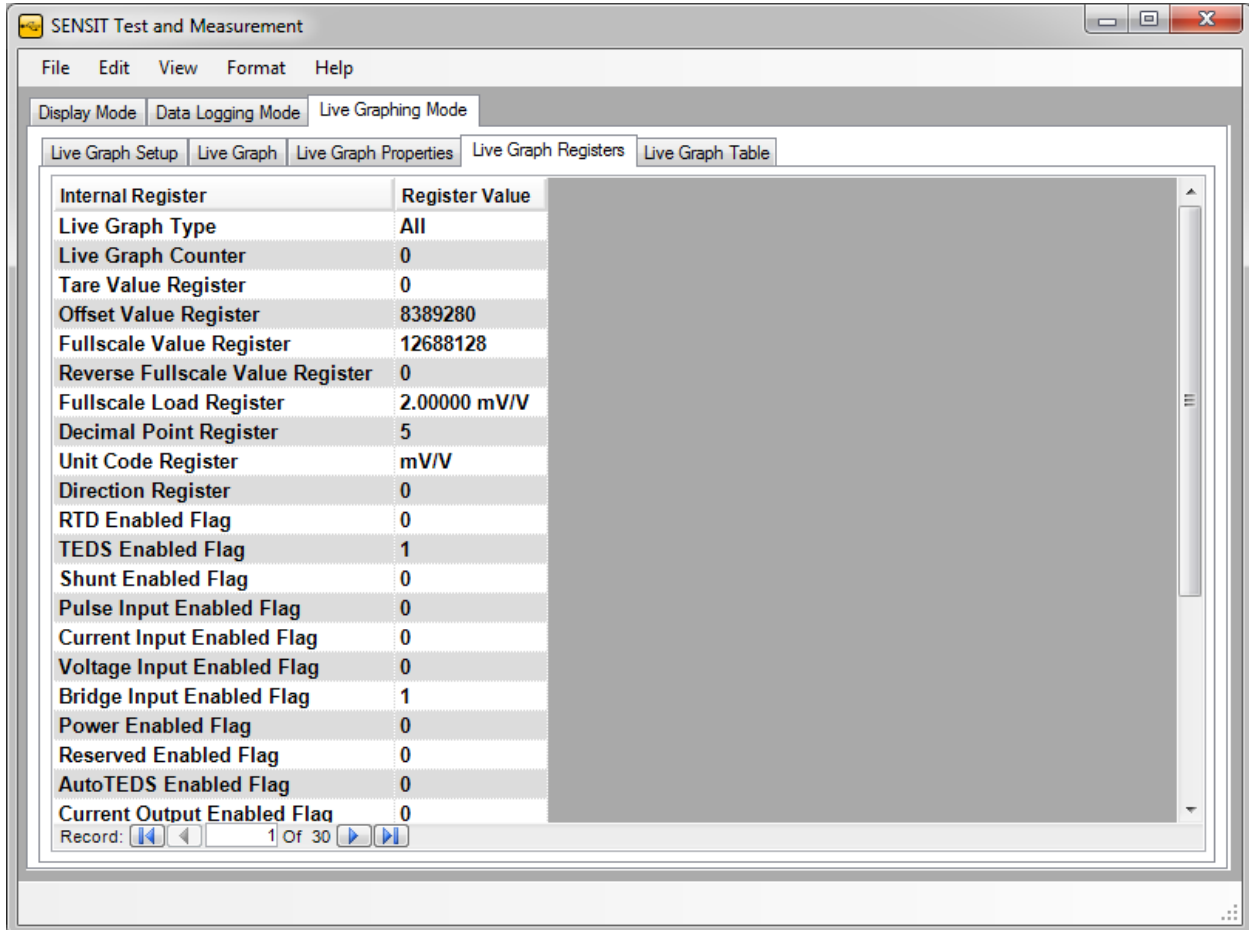 SENSIT Test and Measurement
File Edit View Format Help
Display Mode Data Logging Mode Live Graphing Mode
Live Graph Setup Live Graph Live Graph Properties Live Graph Registers Live Graph Table
Internal Register Register Value
Live Graph Type All
Live Graph Counter 0
Tare Value Register 0
Offset Value Register 8389280
Fullscale Value Register 12688128
Reverse Fullscale Value Register 0
Fullscale Load Register 2.00000 mV/V
Decimal Point Register 5
Unit Code Register mV/V
Direction Register 0
RTD Enabled Flag 0
TEDS Enabled Flag 1
Shunt Enabled Flag 0
Pulse Input Enabled Flag 0
Current Input Enabled Flag 0
Voltage Input Enabled Flag 0
Bridge Input Enabled Flag 1
Power Enabled Flag 0
Reserved Enabled Flag 0
AutoTEDS Enabled Flag 0
Current Output Enabled Flag 0
Record: 1 Of 30